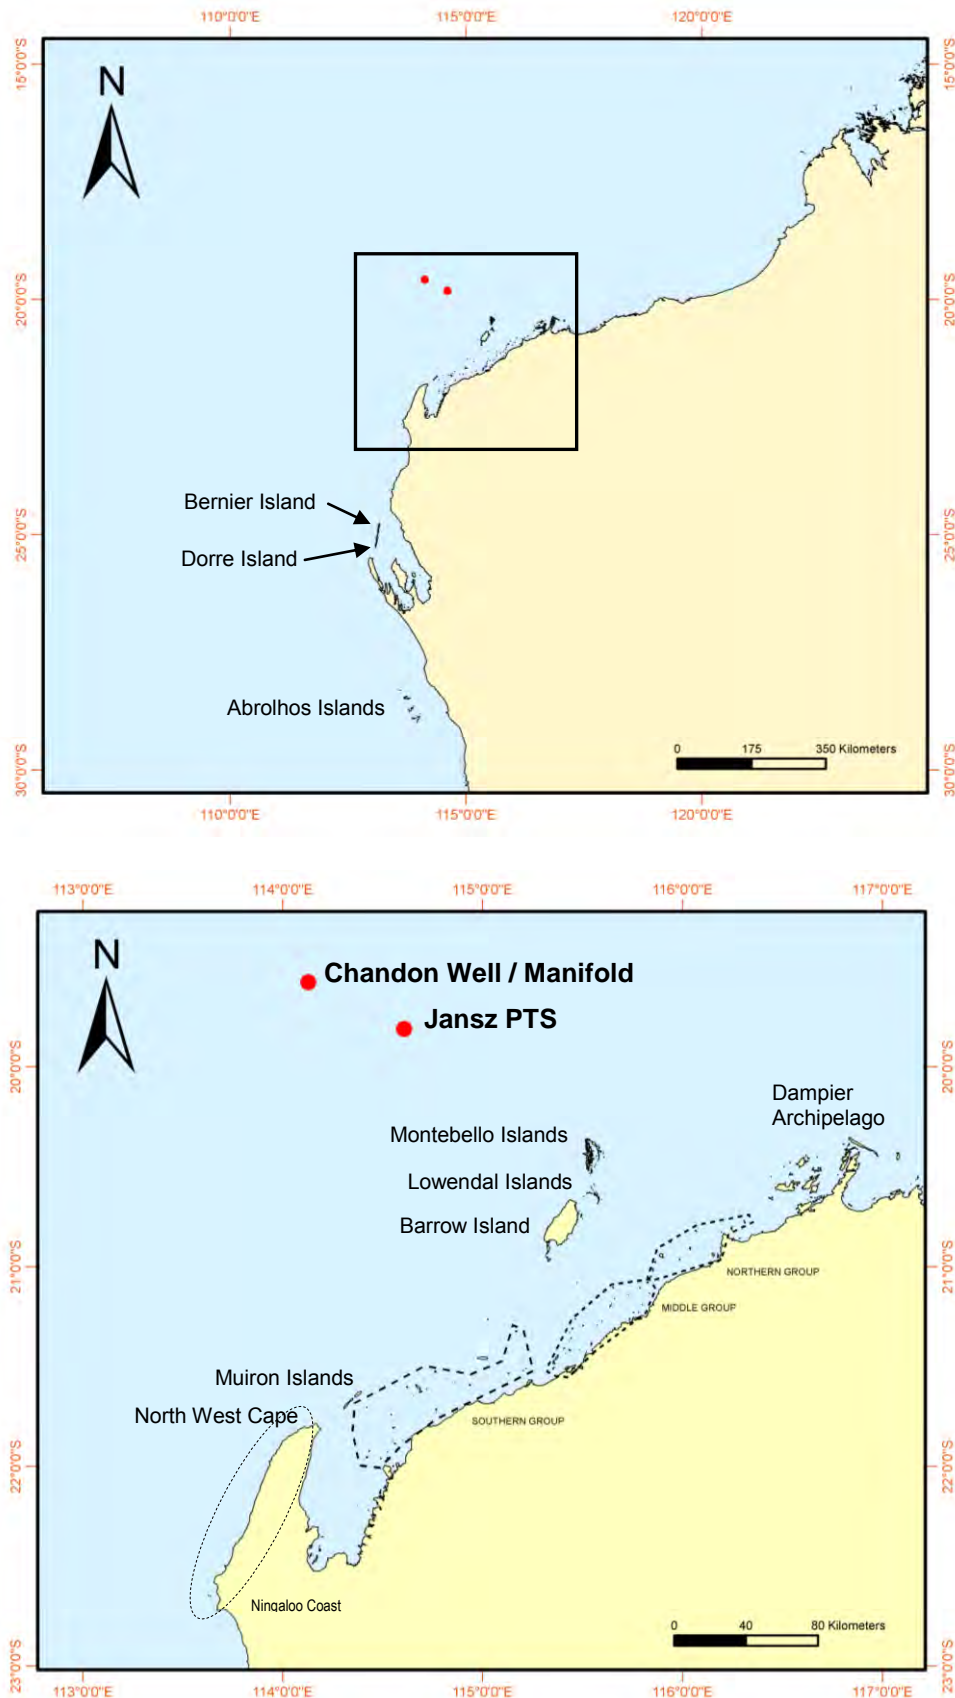 110°0'0"E 115°0'0"E 120°0'0"E
15°0'0"S 15°0'0"S
N
20°0'0"S 20°0'0"S
Bernier Island
25°0'0"S 25°0'0"S
Dorre Island
Abrolhos Islands
0 175 350 Kilometers
30°0'0"S 30°0'0"S
110°0'0"E 115°0'0"E 120°0'0"E
113°0'0"E 114°0'0"E 115°0'0"E 116°0'0"E 117°0'0"E
N
Chandon Well / Manifold
Jansz PTS
20°0'0"S 20°0'0"S
Dampier
Archipelago
Montebello Islands
Lowendal Islands
Barrow Island
21°0'0"S 21°0'0"S
NORTHERN GROUP
MIDDLE GROUP
Muiron Islands
North West Cape
SOUTHERN GROUP
22°0'0"S 22°0'0"S
Ningaloo Coast
0 40 80 Kilometers
23°0'0"S 23°0'0"S
113°0'0"E 114°0'0"E 115°0'0"E 116°0'0"E 117°0'0"E